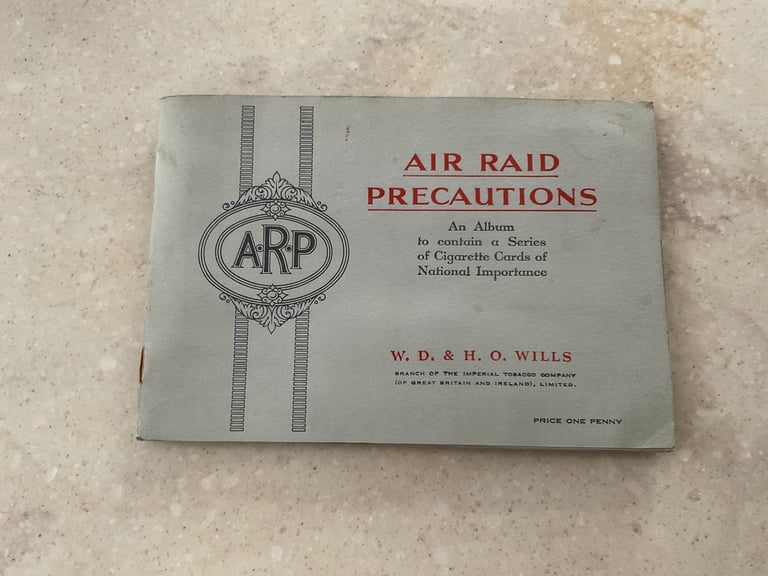 A·R·P
AIR RAID
PRECAUTIONS
An Album
to contain a Series
of Cigarette Cards of
National Importance
W. D. & H. O. WILLS
BRANCH OF THE IMPERIAL TOBACCO COMPANY
(OF GREAT BRITAIN AND IRELAND), LIMITED.
PRICE ONE PENNY